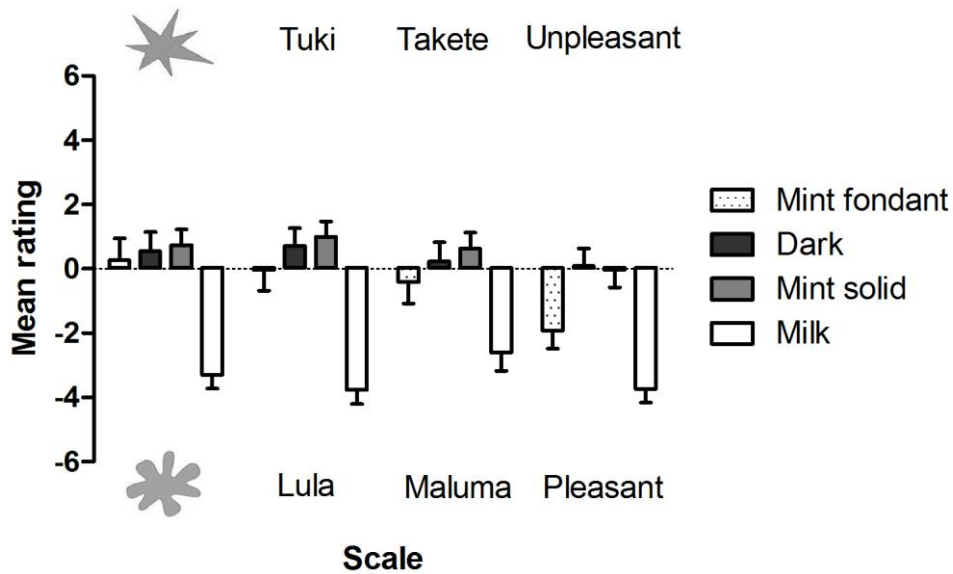 Tuki Takete Unpleasant
6
4
2
0
-2
-4
-6
Mean rating
Mint fondant
Dark
Mint solid
Milk
Lula Maluma Pleasant
Scale